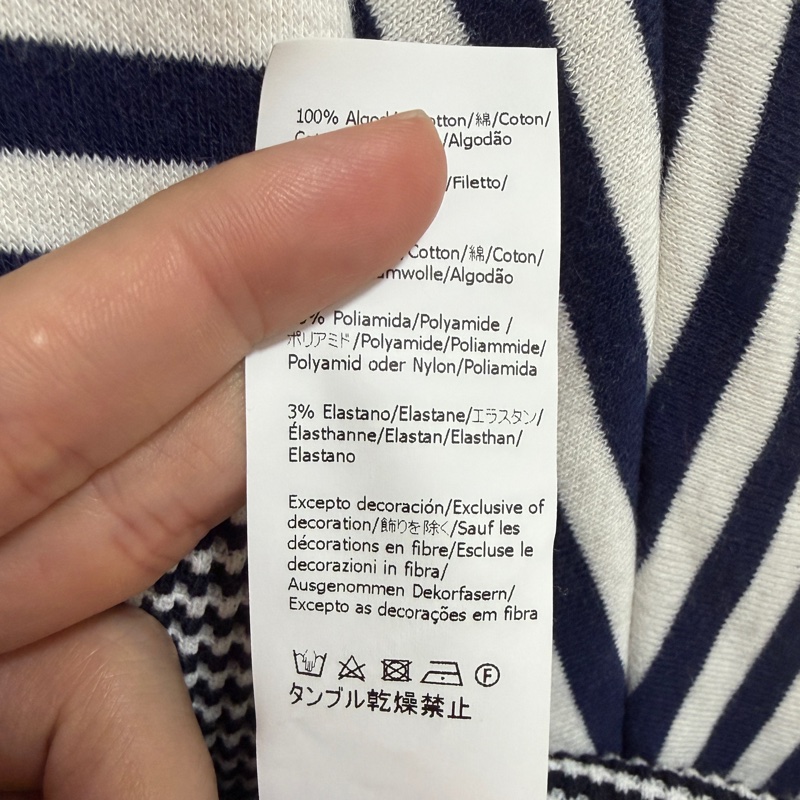 100% Cotton/綿/Coton/
/Algodão
/Filetto/
Cotton/綿/Coton/
/Algodão
% Poliamida/Polyamide /
ポリアミド/Polyamide/Poliammide/
Polyamid oder Nylon/Poliamida
3% Elastano/Elastane/エラスタン/
Élasthanne/Elastan/Elasthan/
Elastano
Excepto decoración/Exclusive of
decoration/飾りを除く/Sauf les
décorations en fibre/Escluse le
decorazioni in fibra/
Ausgenommen Dekorfasern/
Excepto as decorações em fibra
F
タンブル乾燥禁止